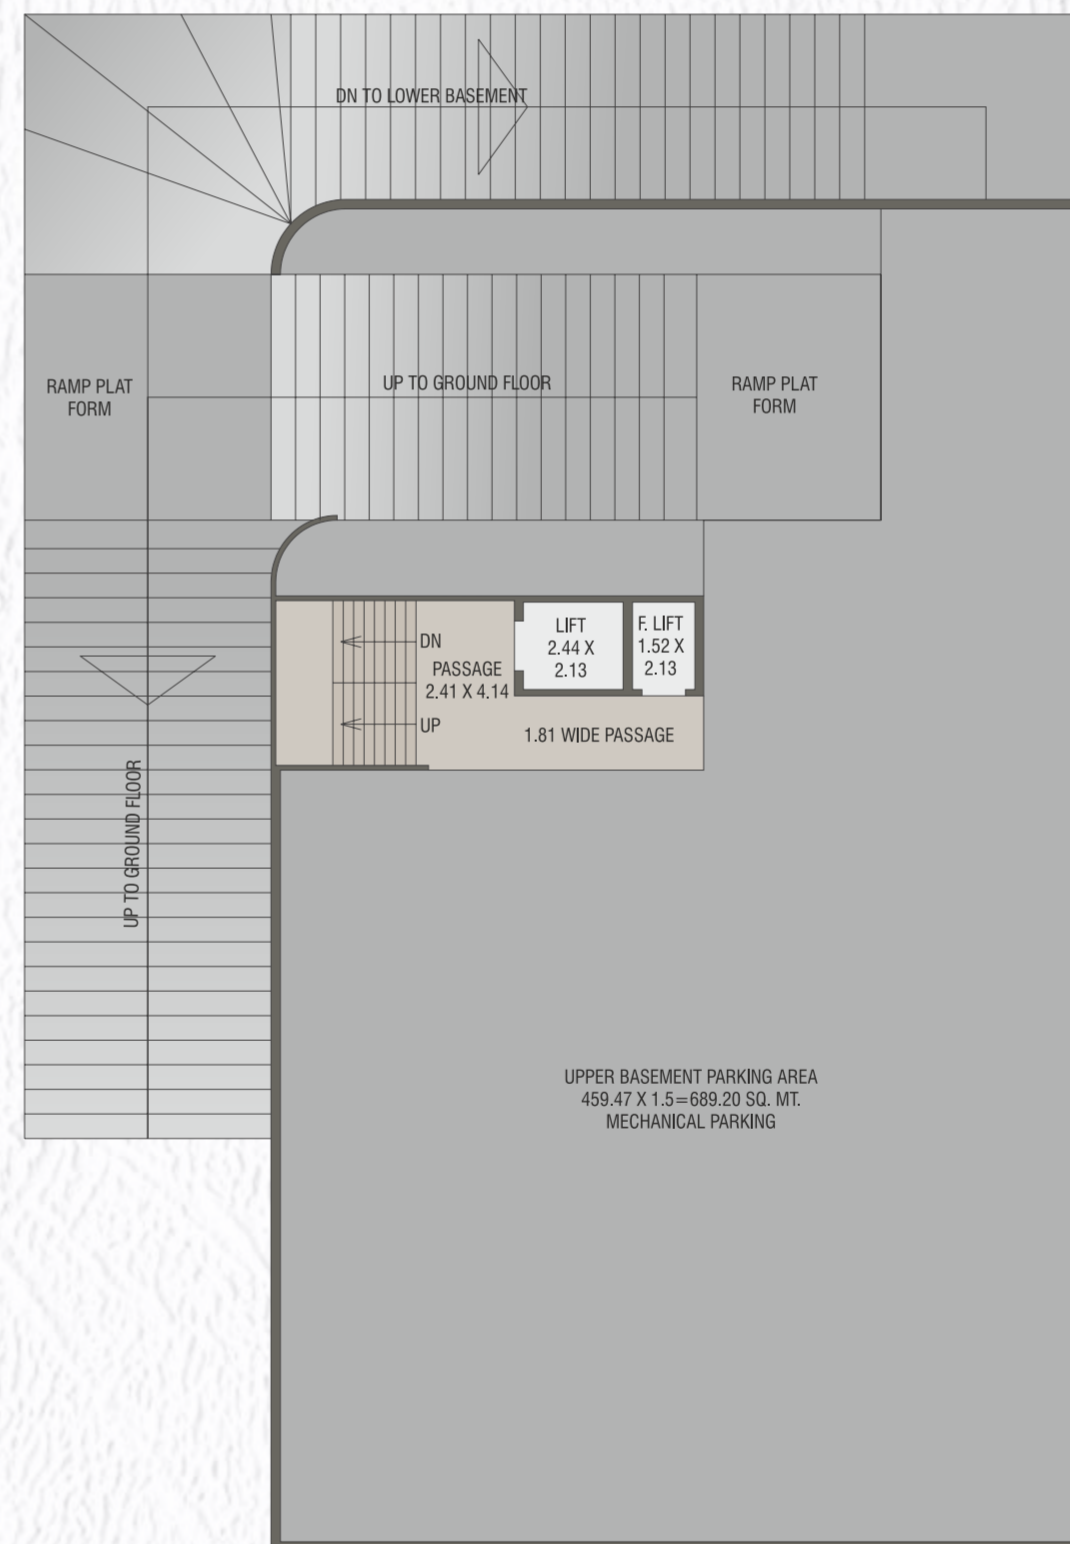 DN TO LOWER BASEMENT
RAMP PLAT
FORM
UP TO GROUND FLOOR
RAMP PLAT
FORM
LIFT
2.44 X
2.13
F. LIFT
1.52 X
2.13
DN
PASSAGE
2.41 X 4.14
UP
1.81 WIDE PASSAGE
UP TO GROUND FLOOR
UPPER BASEMENT PARKING AREA
459.47 X 1.5=689.20 SQ. MT.
MECHANICAL PARKING